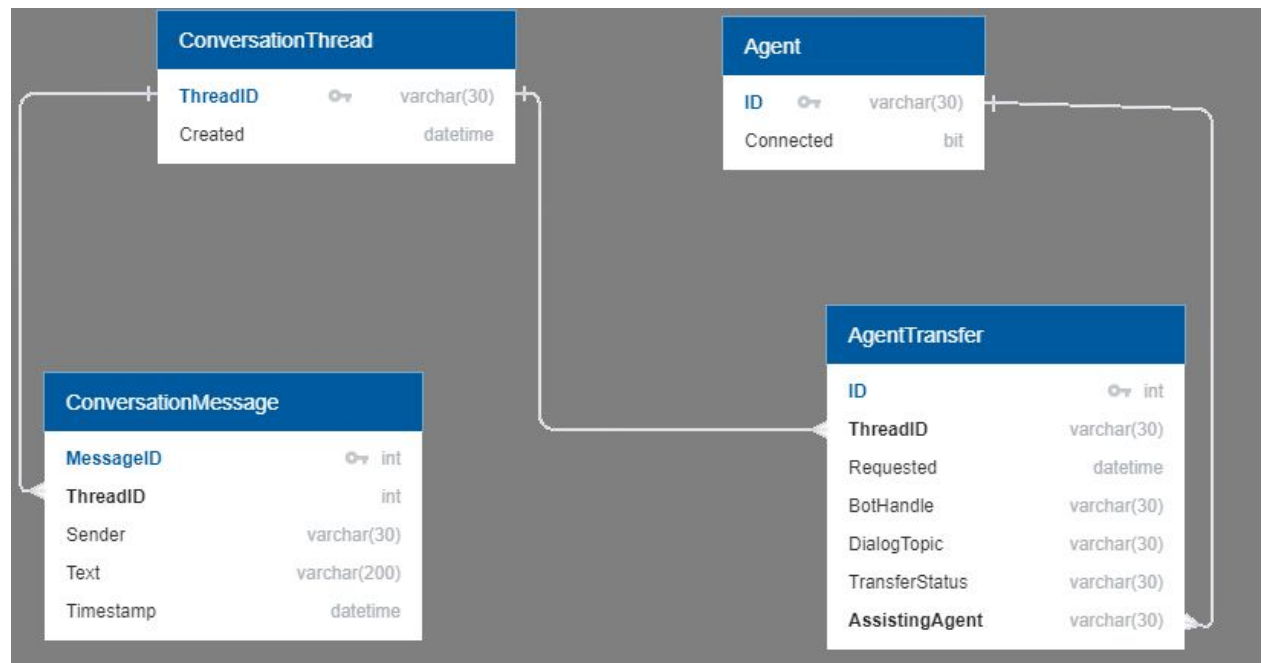 ConversationThread
ThreadID varchar(30)
Created datetime
Agent
ID varchar(30)
Connected bit
ConversationMessage
MessageID int
ThreadID int
Sender varchar(30)
Text varchar(200)
Timestamp datetime
AgentTransfer
ID int
ThreadID varchar(30)
Requested datetime
BotHandle varchar(30)
DialogTopic varchar(30)
TransferStatus varchar(30)
AssistingAgent varchar(30)